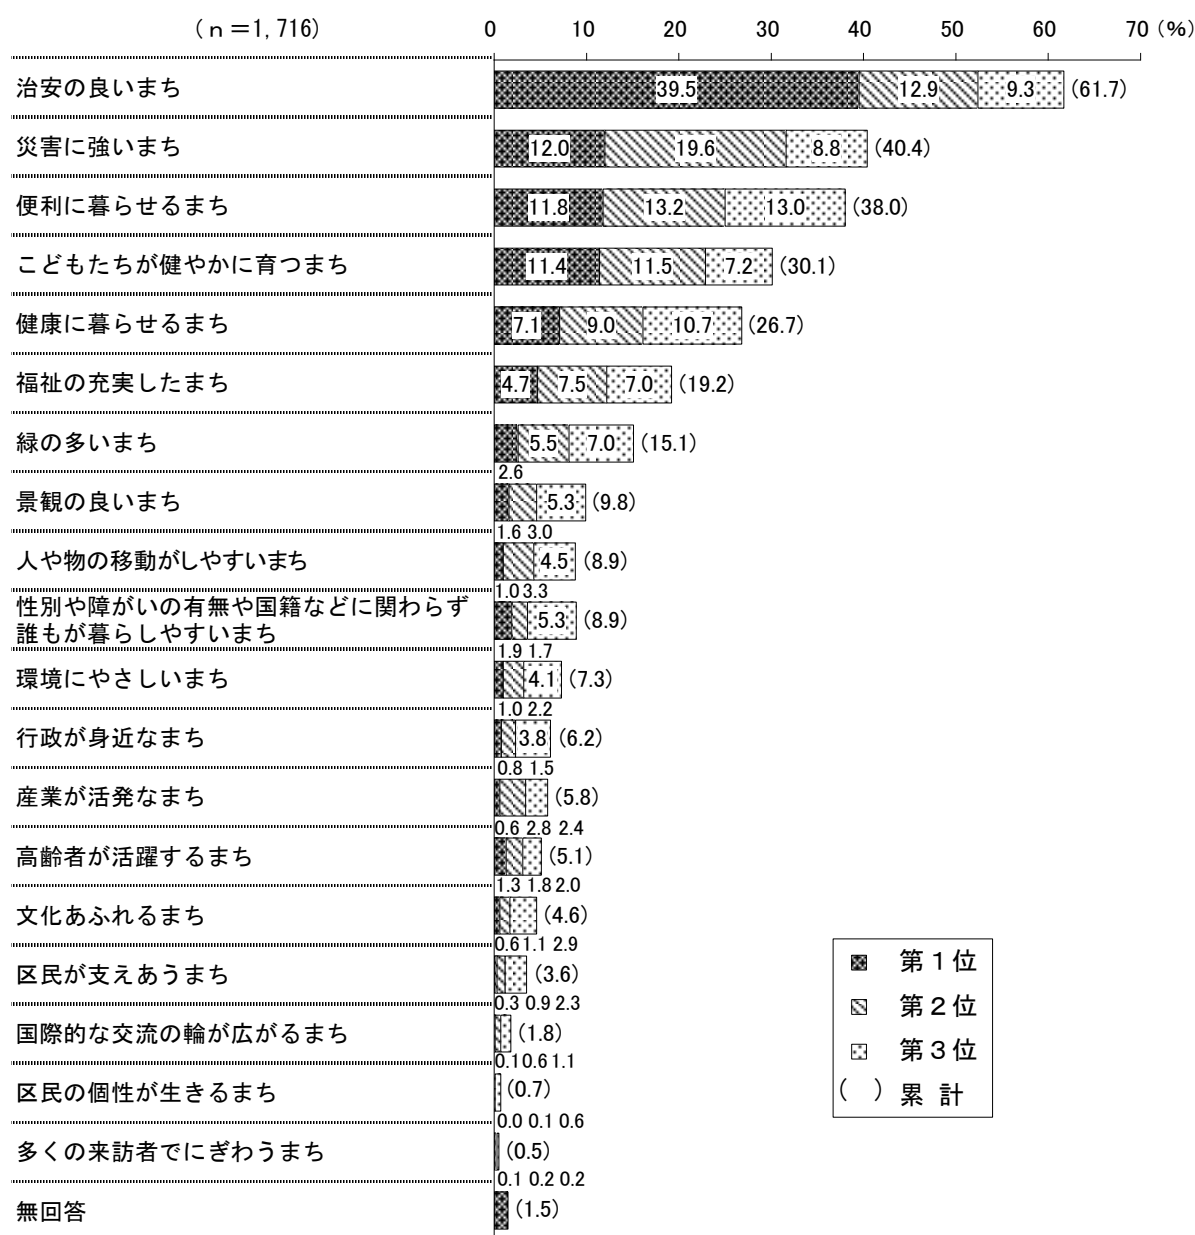 (ｎ＝1,716)
0 10 20 30 40 50 60 70 (%)
治安の良いまち 39.5 12.9 9.3 (61.7)
災害に強いまち 12.0 19.6 8.8 (40.4)
便利に暮らせるまち 11.8 13.2 13.0 (38.0)
こどもたちが健やかに育つまち 11.4 11.5 7.2 (30.1)
健康に暮らせるまち 7.1 9.0 10.7 (26.7)
福祉の充実したまち 4.7 7.5 7.0 (19.2)
緑の多いまち 5.5 7.0 (15.1)
2.6
景観の良いまち 5.3 (9.8)
1.6 3.0
人や物の移動がしやすいまち 4.5 (8.9)
1.0 3.3
性別や障がいの有無や国籍などに関わらず
誰もが暮らしやすいまち 5.3 (8.9)
1.9 1.7
環境にやさしいまち 4.1 (7.3)
1.0 2.2
行政が身近なまち 3.8 (6.2)
0.8 1.5
産業が活発なまち (5.8)
0.6 2.8 2.4
高齢者が活躍するまち (5.1)
1.3 1.8 2.0
文化あふれるまち (4.6)
0.6 1.1 2.9
区民が支えあうまち (3.6)
0.3 0.9 2.3
国際的な交流の輪が広がるまち (1.8)
0.1 0.6 1.1
区民の個性が生きるまち (0.7)
0.0 0.1 0.6
多くの来訪者でにぎわうまち (0.5)
0.1 0.2 0.2
無回答 (1.5)
第１位
第２位
第３位
( ) 累計